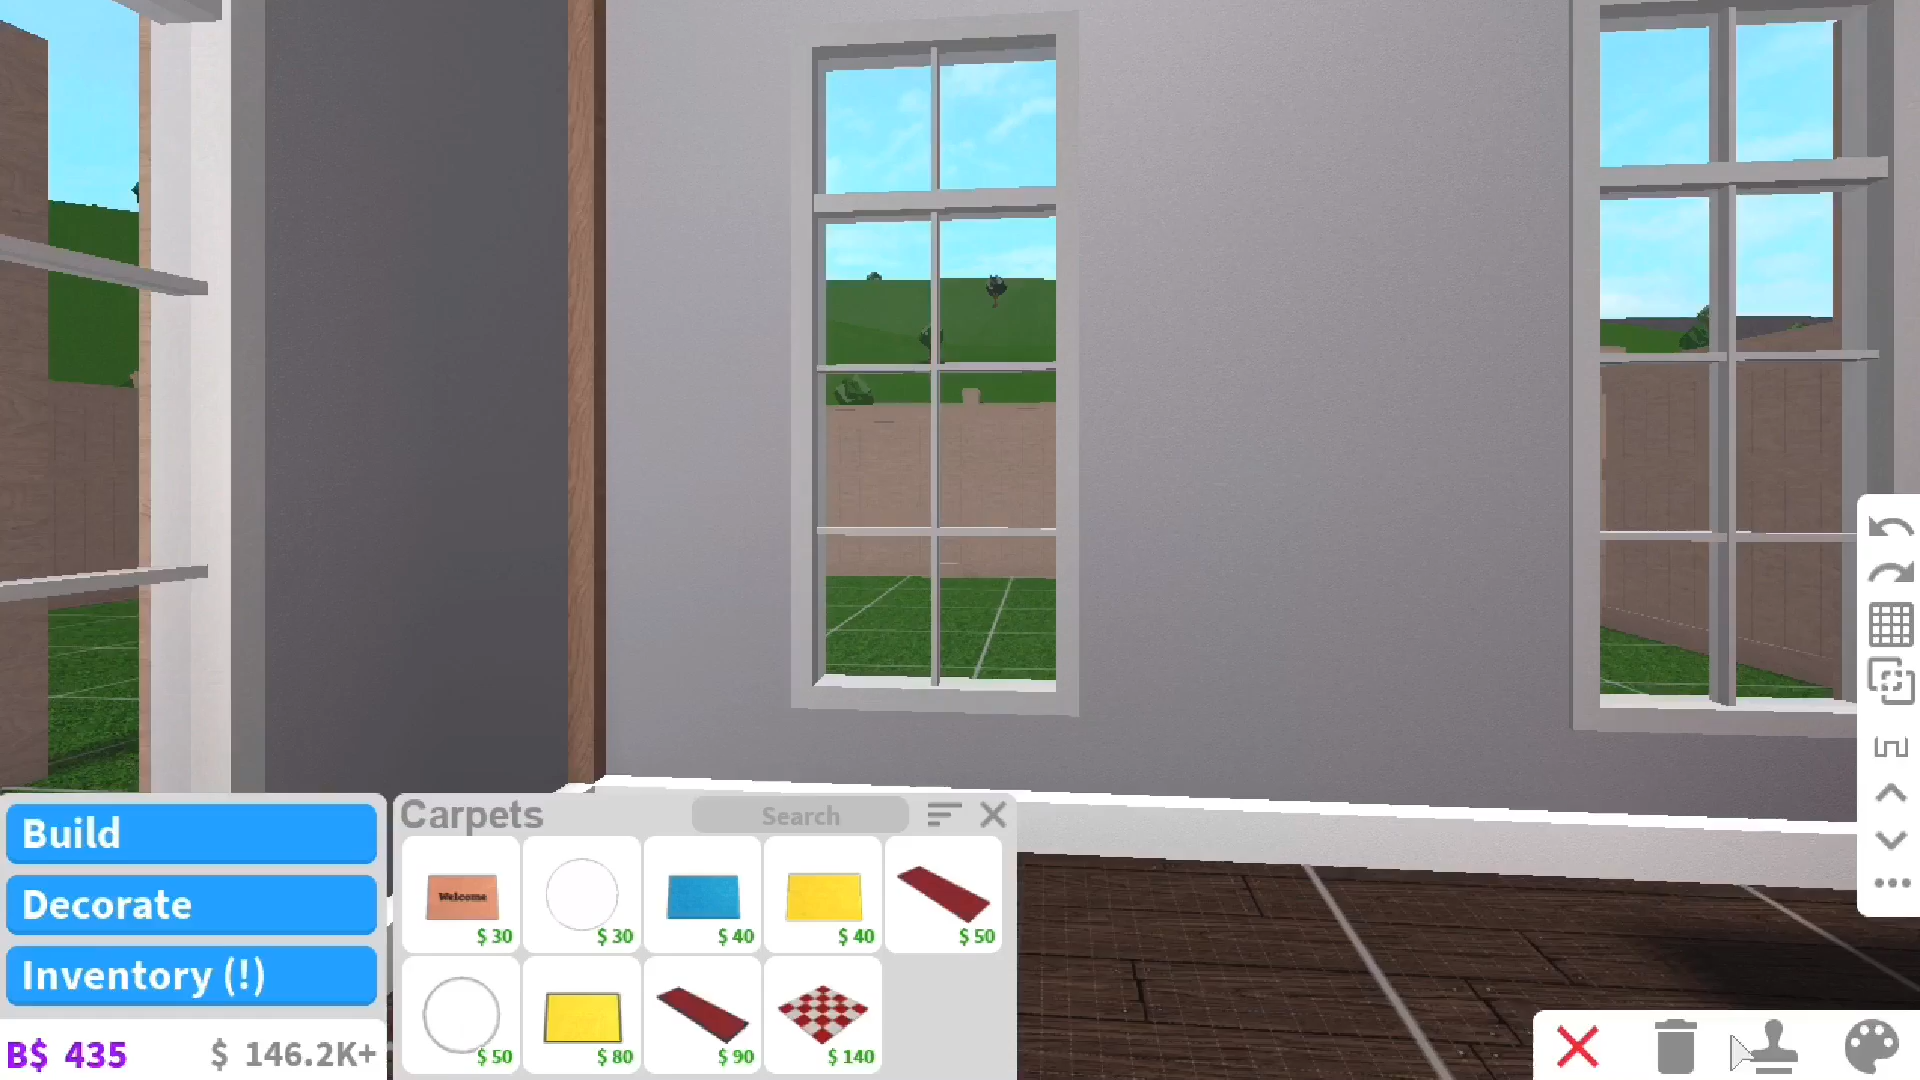 Build
Decorate
Inventory (!)
B$ 435 $ 146.2K+
Carpets Search
Welcome
$ 30 $ 30 $ 40 $ 40 $ 50
$ 50 $ 80 $ 90 $ 140